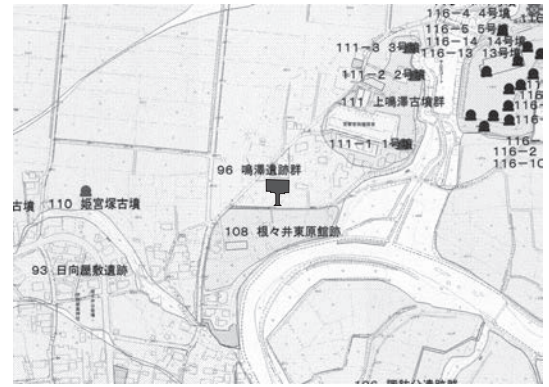 116-4 4号墳
116-5 5号墳
116-14 14号墳
116-13 13号墳
111-3 3号墳
111-2 2号墳
111 上鳴澤古墳群
111-1 1号墳
116-2
116-10
96 鳴澤遺跡群
古墳
110 姫宮塚古墳
108 根々井東原館跡
93 日向屋敷遺跡